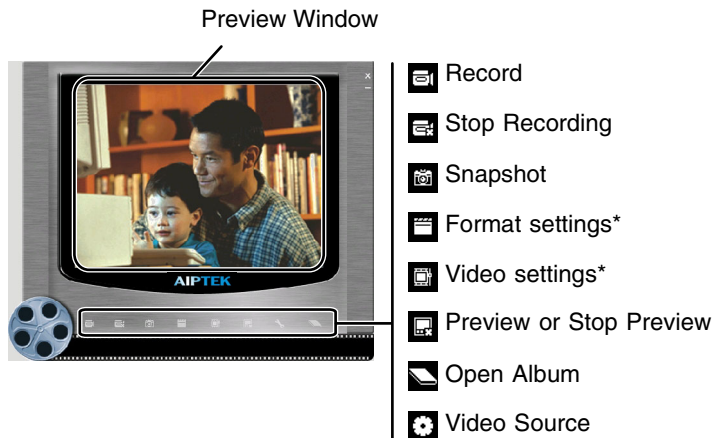 Preview Window
x
AIPTEK
Record
Stop Recording
Snapshot
Format settings*
Video settings*
Preview or Stop Preview
Open Album
Video Source